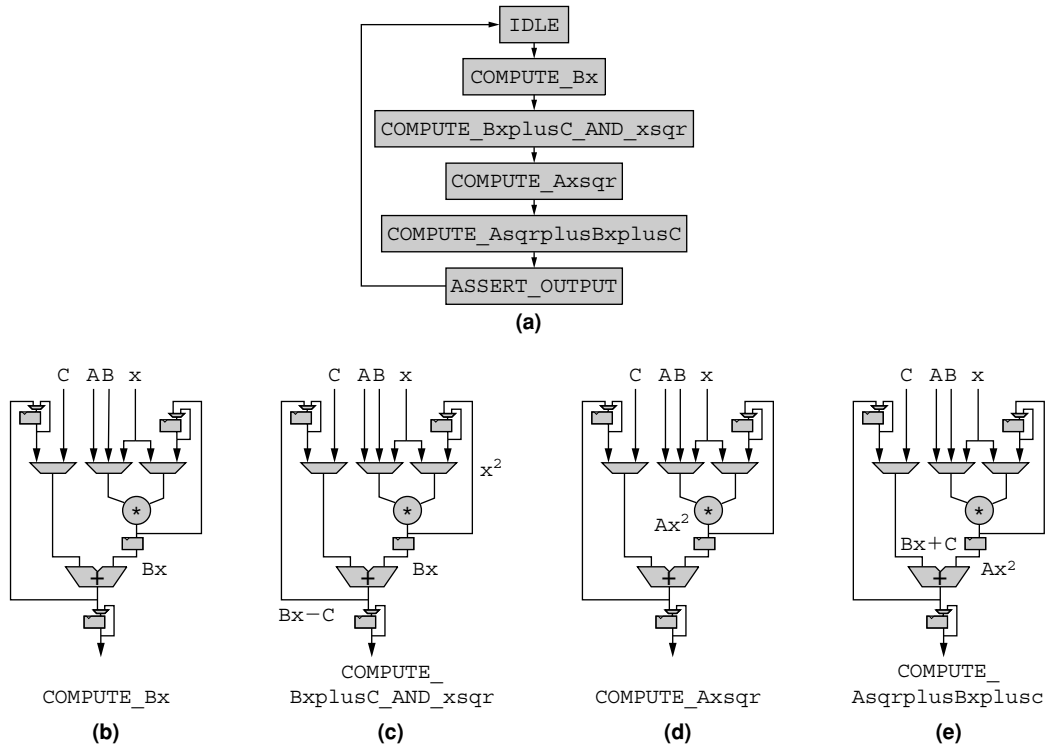 IDLE
COMPUTE_Bx
COMPUTE_BxplusC_AND_xsqr
COMPUTE_Axsqr
COMPUTE_AsqrplusBxplusC
ASSERT_OUTPUT
(a)
C AB x
*
Bx
+
COMPUTE_Bx
(b)
C AB x
x²
*
Bx
+
Bx−C
COMPUTE_
BxplusC_AND_xsqr
(c)
C AB x
*
Ax²
+
COMPUTE_Axsqr
(d)
C AB x
*
Bx+C
Ax²
+
COMPUTE_
AsqrplusBxplusc
(e)